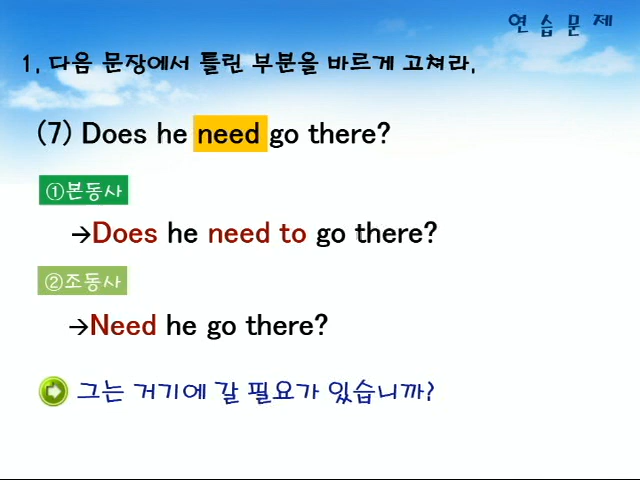 연습문제
1. 다음 문장에서 틀린 부분을 바르게 고쳐라.
(7) Does he need go there?
①본동사
→Does he need to go there?
②조동사
→Need he go there?
그는 거기에 갈 필요가 있습니까?